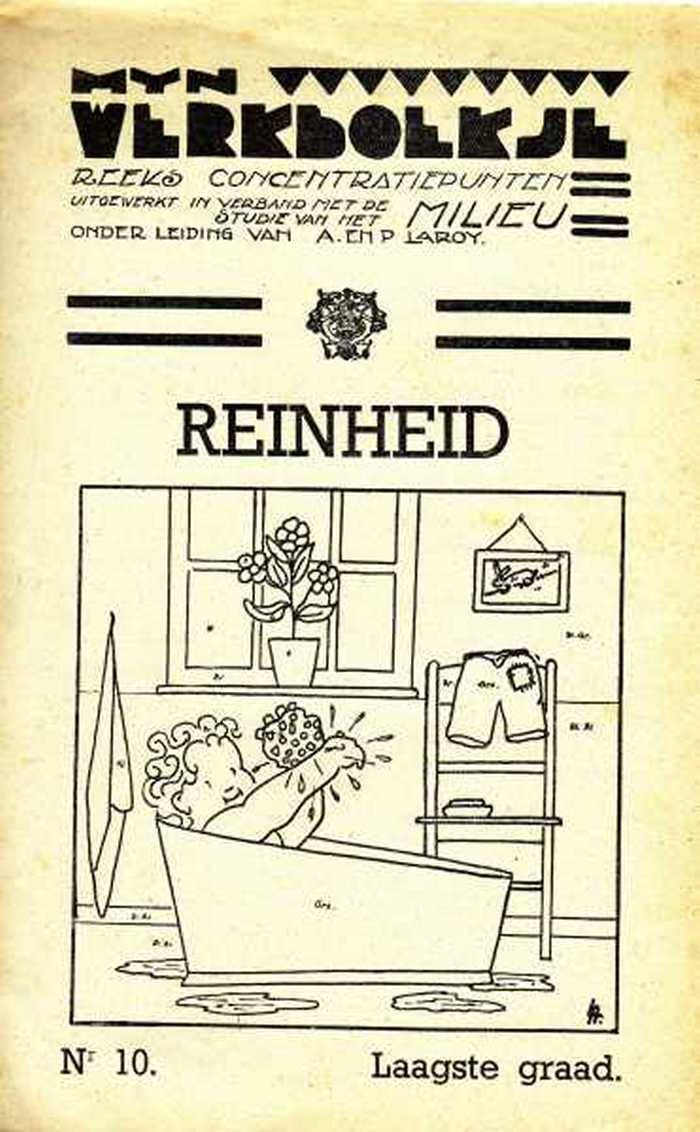 MYN
WERKBOEKJE
REEKS CONCENTRATIEPUNTEN
UITGEWERKT IN VERBAND MET DE
STUDIE VAN HET MILIEU
ONDER LEIDING VAN A. EN P LAROY.
REINHEID
Nr 10.
Laagste graad.